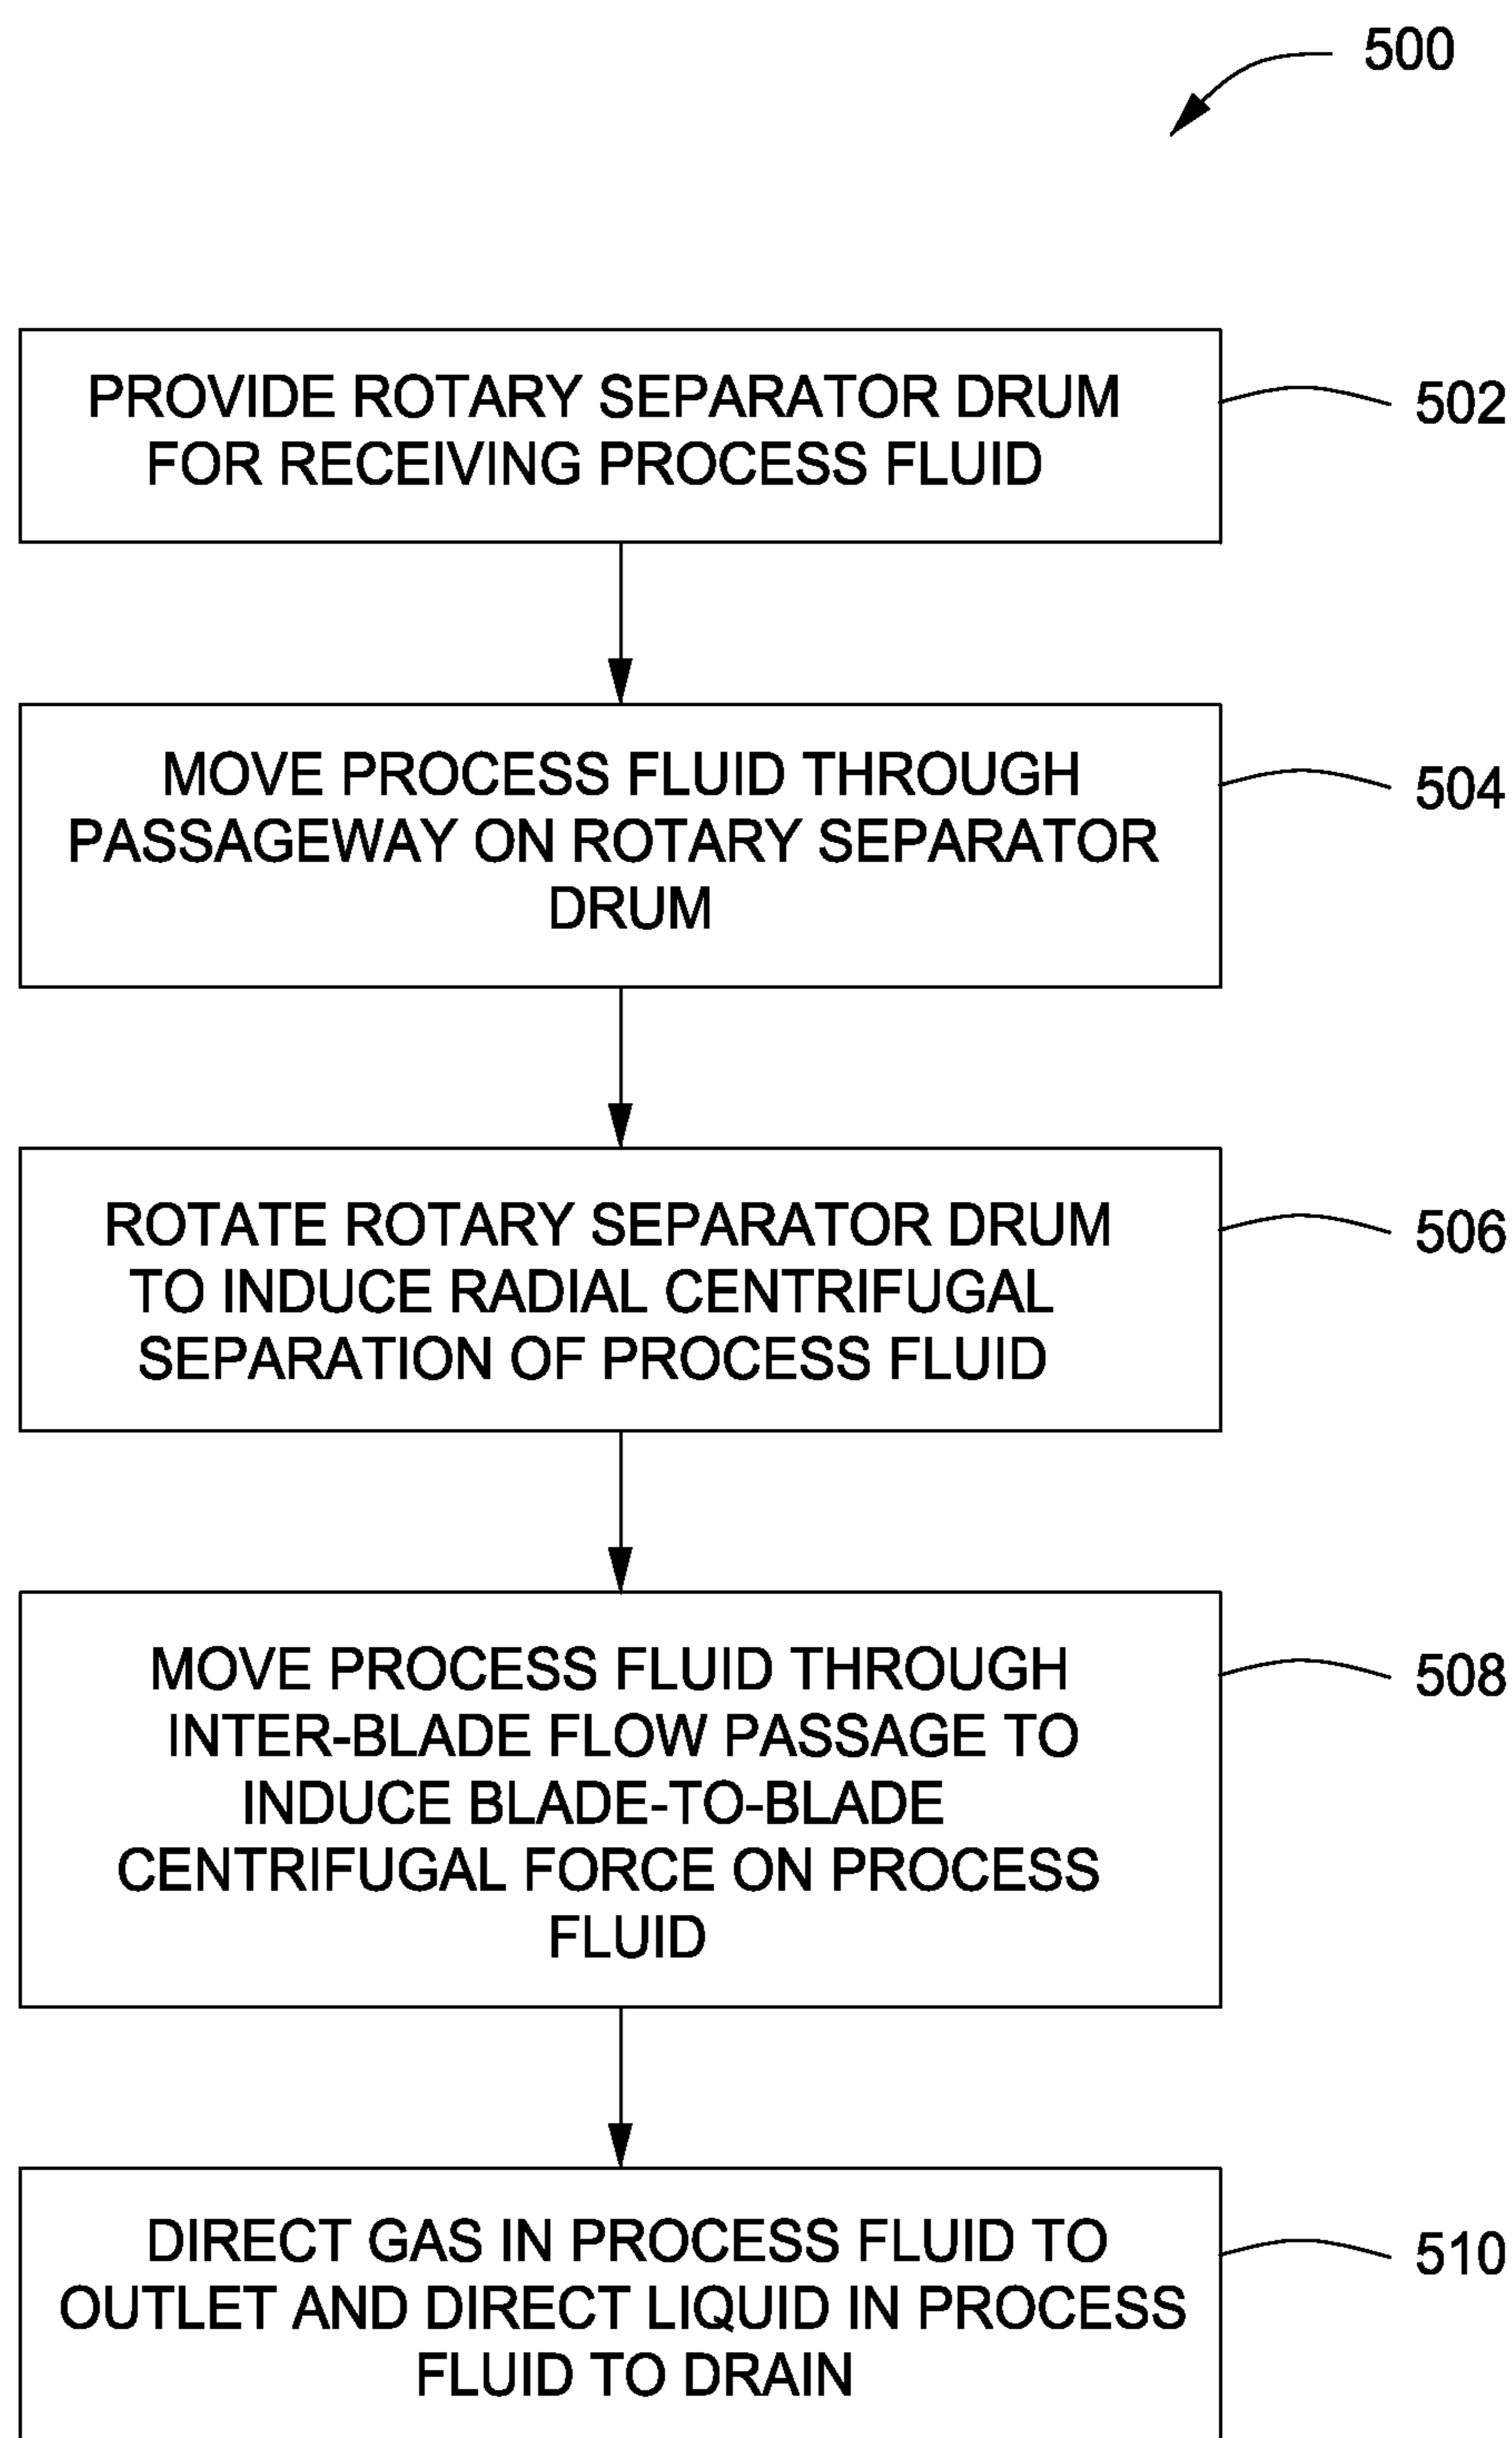 500
PROVIDE ROTARY SEPARATOR DRUM
FOR RECEIVING PROCESS FLUID
502
MOVE PROCESS FLUID THROUGH
PASSAGEWAY ON ROTARY SEPARATOR
DRUM
504
ROTATE ROTARY SEPARATOR DRUM
TO INDUCE RADIAL CENTRIFUGAL
SEPARATION OF PROCESS FLUID
506
MOVE PROCESS FLUID THROUGH
INTER-BLADE FLOW PASSAGE TO
INDUCE BLADE-TO-BLADE
CENTRIFUGAL FORCE ON PROCESS
FLUID
508
DIRECT GAS IN PROCESS FLUID TO
OUTLET AND DIRECT LIQUID IN PROCESS
FLUID TO DRAIN
510